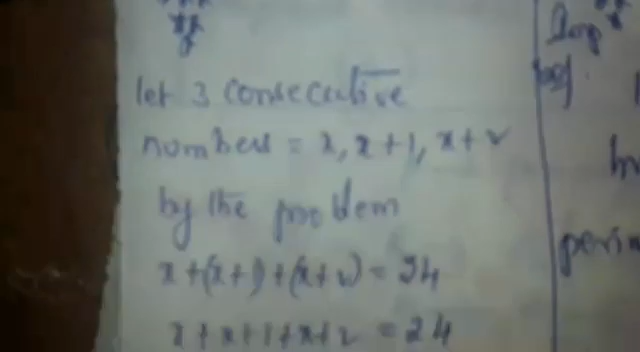 let 3 consecutive
numbers = x, x+1, x+2
by the problem
x+(x+1)+(x+2) = 24
x+x+1+x+2 = 24